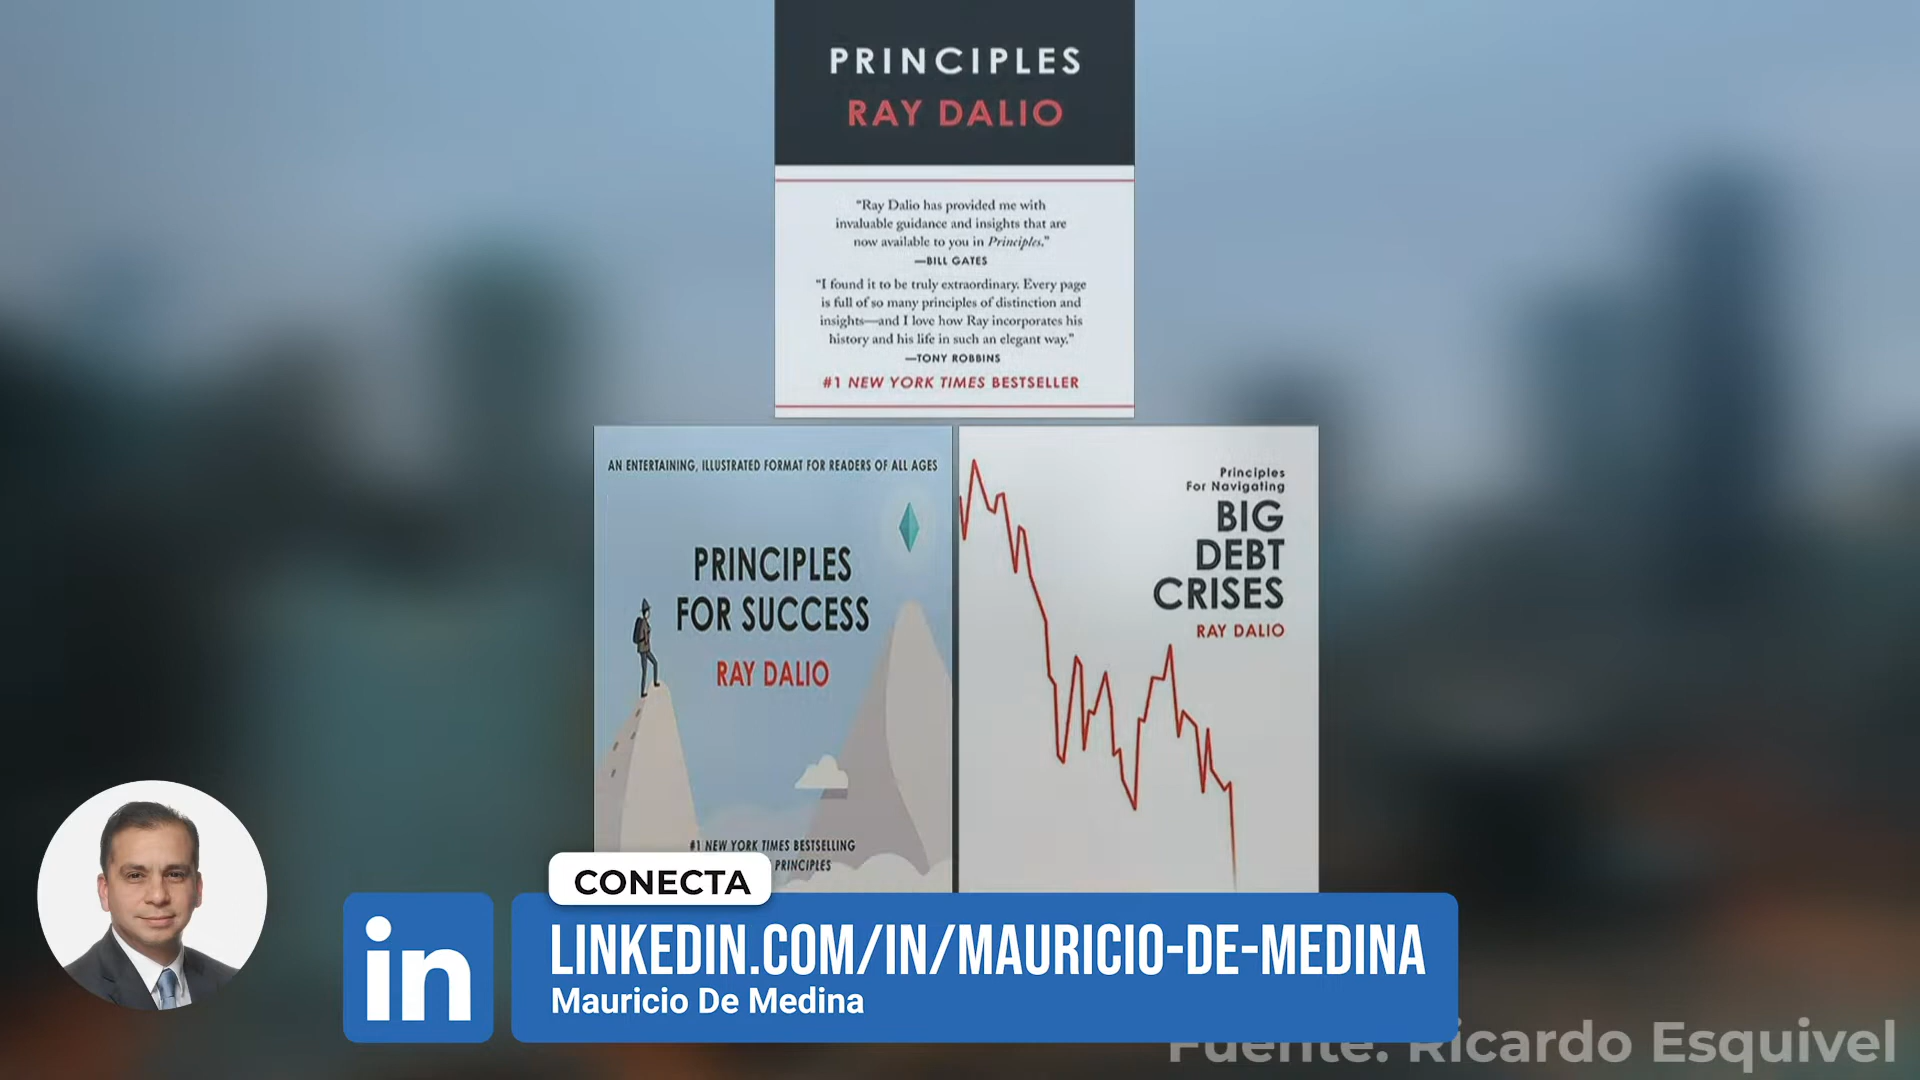 PRINCIPLES
RAY DALIO
“Ray Dalio has provided me with
invaluable guidance and insights that are
now available to you in Principles.”
—BILL GATES
“I found it to be truly extraordinary. Every page
is full of so many principles of distinction and
insights—and I love how Ray incorporates his
history and his life in such an elegant way.”
—TONY ROBBINS
#1 NEW YORK TIMES BESTSELLER
AN ENTERTAINING, ILLUSTRATED FORMAT FOR READERS OF ALL AGES
PRINCIPLES
FOR SUCCESS
RAY DALIO
#1 NEW YORK TIMES BESTSELLING
PRINCIPLES
Principles
For Navigating
BIG
DEBT
CRISES
RAY DALIO
CONECTA
in
LINKEDIN.COM/IN/MAURICIO-DE-MEDINA
Mauricio De Medina
Fuente: Ricardo Esquivel